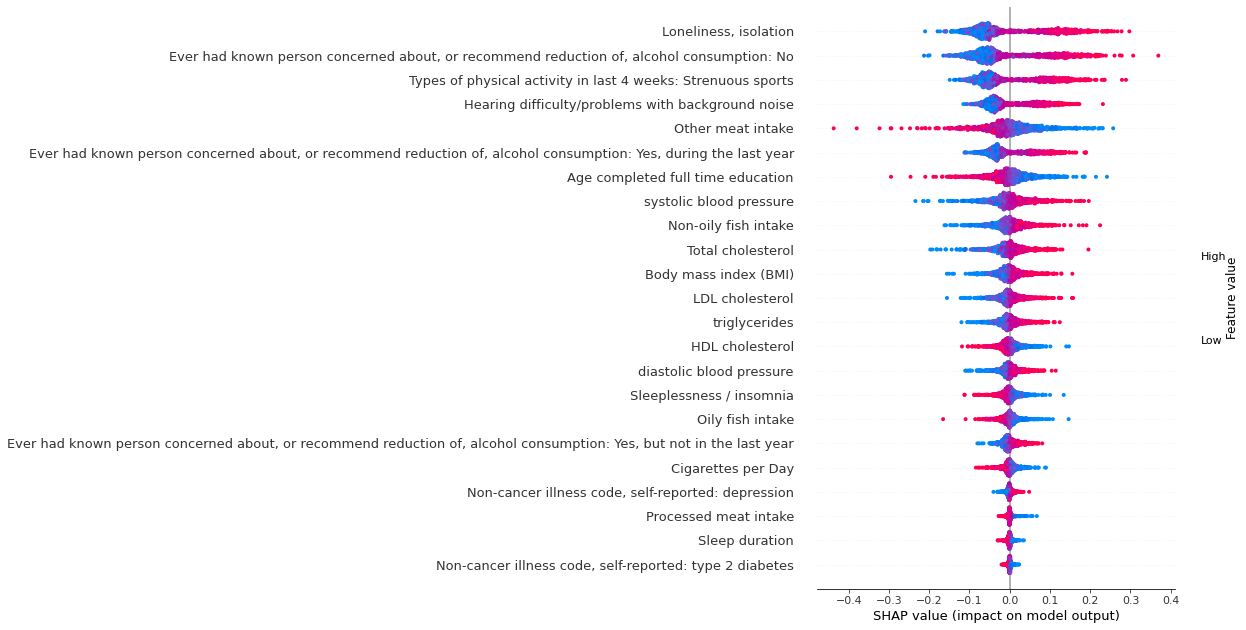 Loneliness, isolation
Ever had known person concerned about, or recommend reduction of, alcohol consumption: No
Types of physical activity in last 4 weeks: Strenuous sports
Hearing difficulty/problems with background noise
Other meat intake
Ever had known person concerned about, or recommend reduction of, alcohol consumption: Yes, during the last year
Age completed full time education
systolic blood pressure
Non-oily fish intake
Total cholesterol
Body mass index (BMI)
LDL cholesterol
triglycerides
HDL cholesterol
diastolic blood pressure
Sleeplessness / insomnia
Oily fish intake
Ever had known person concerned about, or recommend reduction of, alcohol consumption: Yes, but not in the last year
Cigarettes per Day
Non-cancer illness code, self-reported: depression
Processed meat intake
Sleep duration
Non-cancer illness code, self-reported: type 2 diabetes
−0.4 −0.3 −0.2 −0.1 0.0 0.1 0.2 0.3 0.4
SHAP value (impact on model output)
High
Low
Feature value